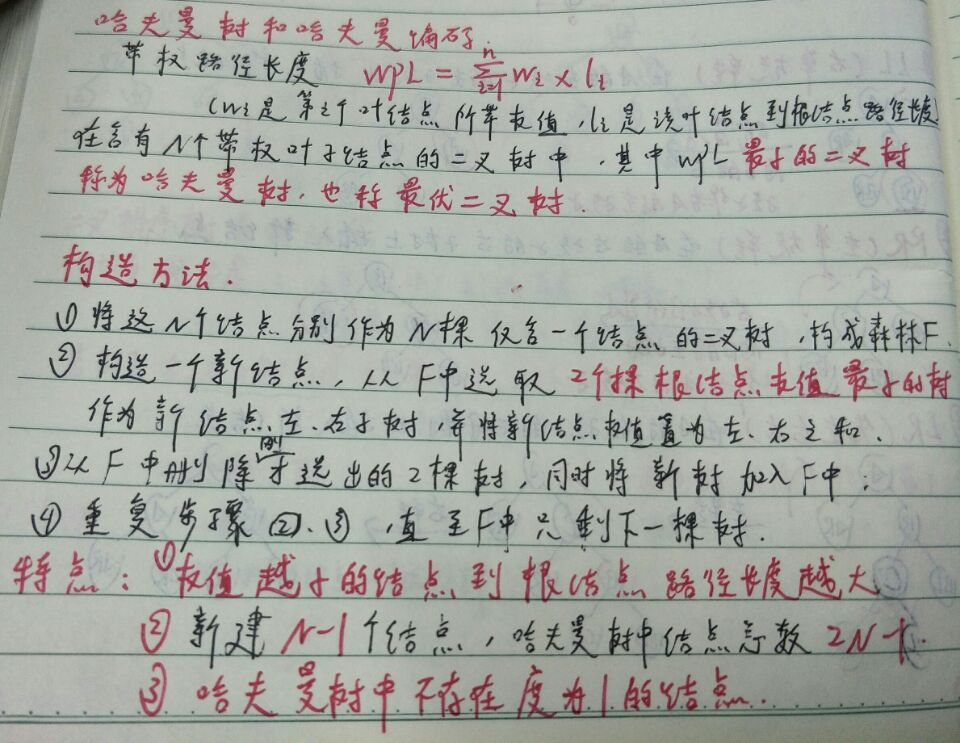 哈夫曼树和哈夫曼编码
带权路径长度 WPL = ∑ᵢ₌₁ⁿ wᵢ × lᵢ
(wᵢ是第i个叶结点所带权值,lᵢ是该叶结点到根结点路径长度)
在含有N个带权叶子结点的二叉树中,其中WPL最小的二叉树
称为哈夫曼树,也称最优二叉树.
构造方法.
① 将这N个结点分别作为N棵仅含一个结点的二叉树,构成森林F.
② 构造一个新结点,从F中选取2个棵根结点权值最小的树
作为新结点左、右子树,并将新结点权值置为左、右之和.
③ 从F中删除刚才选出的2棵树,同时将新树加入F中;
④ 重复步骤②、③,直至F中只剩下一棵树.
特点:①权值越小的结点到根结点路径长度越大
② 新建N-1个结点,哈夫曼树中结点总数2N-1.
③ 哈夫曼树中不存在度为1的结点.